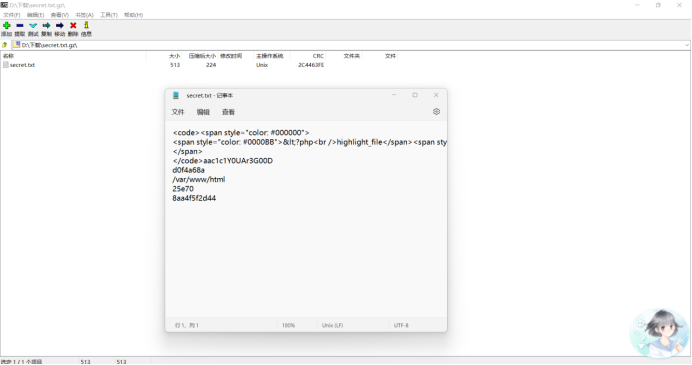 D:\下载\secret.txt.gz\
文件(F) 编辑(E) 查看(V) 书签(A) 工具(T) 帮助(H)
添加 提取 测试 复制 移动 删除 信息
D:\下载\secret.txt.gz\
名称 大小 压缩后大小 修改时间 主操作系统 CRC 文件夹 文件
secret.txt 513 224 Unix 2C4463FE
secret.txt - 记事本
文件 编辑 查看
<code><span style="color: #000000">
<span style="color: #0000BB">&lt;?php<br />highlight_file</span><span sty
</span>
</code>aac1c1Y0UAr3G00D
d0f4a68a
/var/www/html
25e70
8aa4f5f2d44
行 1, 列 1 100% Unix (LF) UTF-8
选定 1 / 1 个项目 513 513